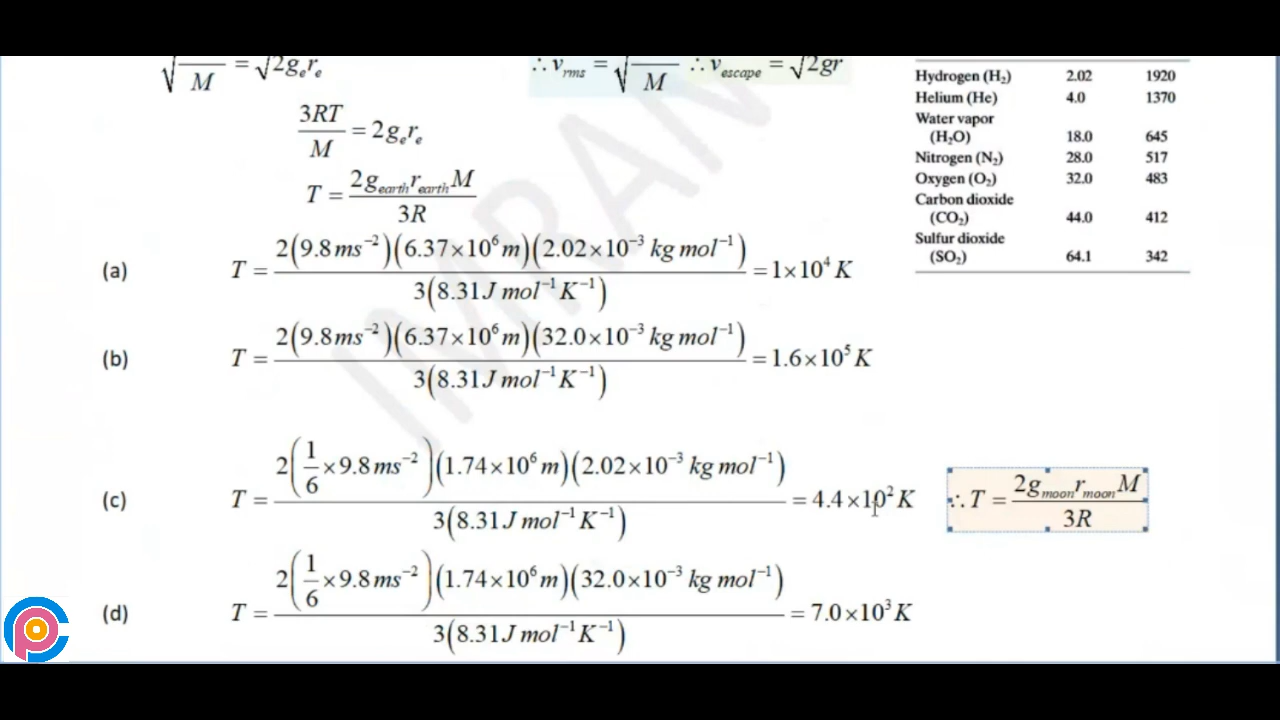 √ M = √2gₑrₑ
∴ v_rms = √ M ∴ v_escape = √2gr
3RT/M = 2gₑrₑ
T = 2g_earth r_earth M / 3R
(a) T = 2(9.8 ms⁻²)(6.37×10⁶ m)(2.02×10⁻³ kg mol⁻¹) / 3(8.31 J mol⁻¹ K⁻¹) = 1×10⁴ K
(b) T = 2(9.8 ms⁻²)(6.37×10⁶ m)(32.0×10⁻³ kg mol⁻¹) / 3(8.31 J mol⁻¹ K⁻¹) = 1.6×10⁵ K
(c) T = 2(1/6 ×9.8 ms⁻²)(1.74×10⁶ m)(2.02×10⁻³ kg mol⁻¹) / 3(8.31 J mol⁻¹ K⁻¹) = 4.4×10² K
∴ T = 2g_moon r_moon M / 3R
(d) T = 2(1/6 ×9.8 ms⁻²)(1.74×10⁶ m)(32.0×10⁻³ kg mol⁻¹) / 3(8.31 J mol⁻¹ K⁻¹) = 7.0×10³ K
Hydrogen (H₂) 2.02 1920
Helium (He) 4.0 1370
Water vapor
(H₂O) 18.0 645
Nitrogen (N₂) 28.0 517
Oxygen (O₂) 32.0 483
Carbon dioxide
(CO₂) 44.0 412
Sulfur dioxide
(SO₂) 64.1 342
IMRAN